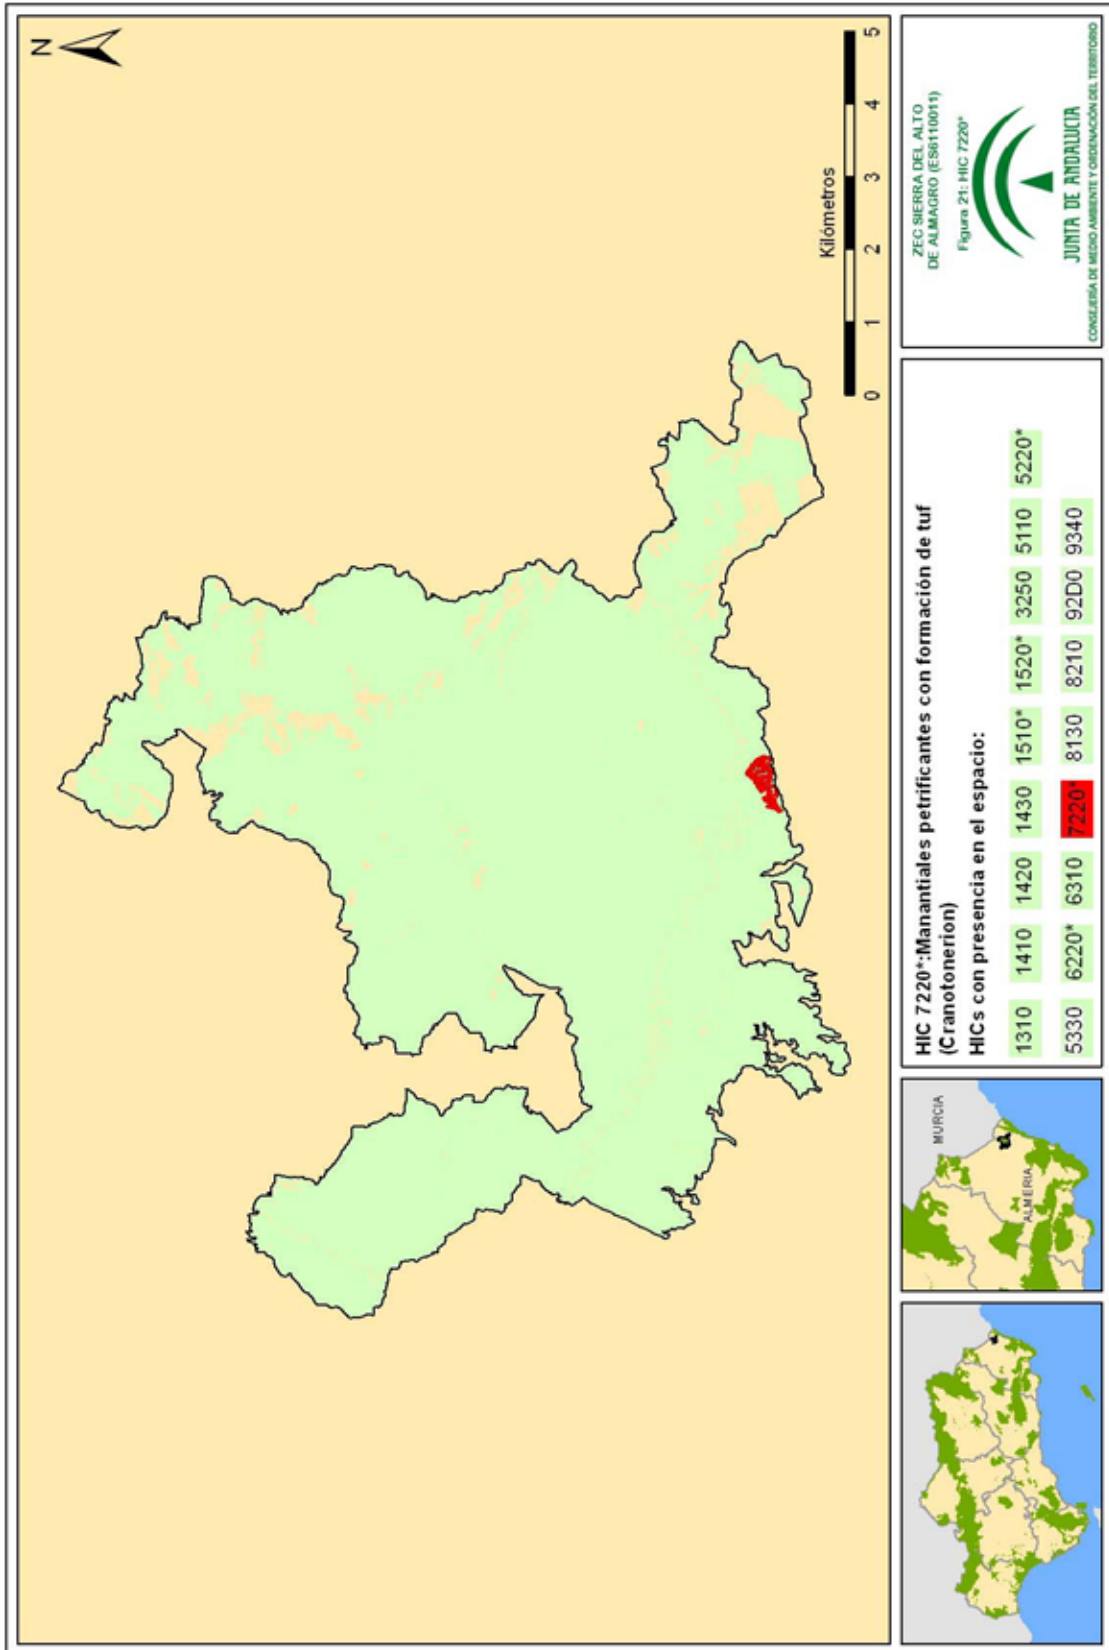 N
Kilómetros
0 1 2 3 4 5
MURCIA
ALMERIA
HIC 7220*:Manantiales petrificantes con formación de tuf
(Cranotonerion)
HICs con presencia en el espacio:
1310 1410 1420 1430 1510* 1520* 3250 5110 5220*
5330 6220* 6310 7220* 8130 8210 92D0 9340
ZEC SIERRA DEL ALTO
DE ALMAGRO (ES6110011)
Figura 21: HIC 7220*
JUNTA DE ANDALUCIA
CONSEJERÍA DE MEDIO AMBIENTE Y ORDENACIÓN DEL TERRITORIO